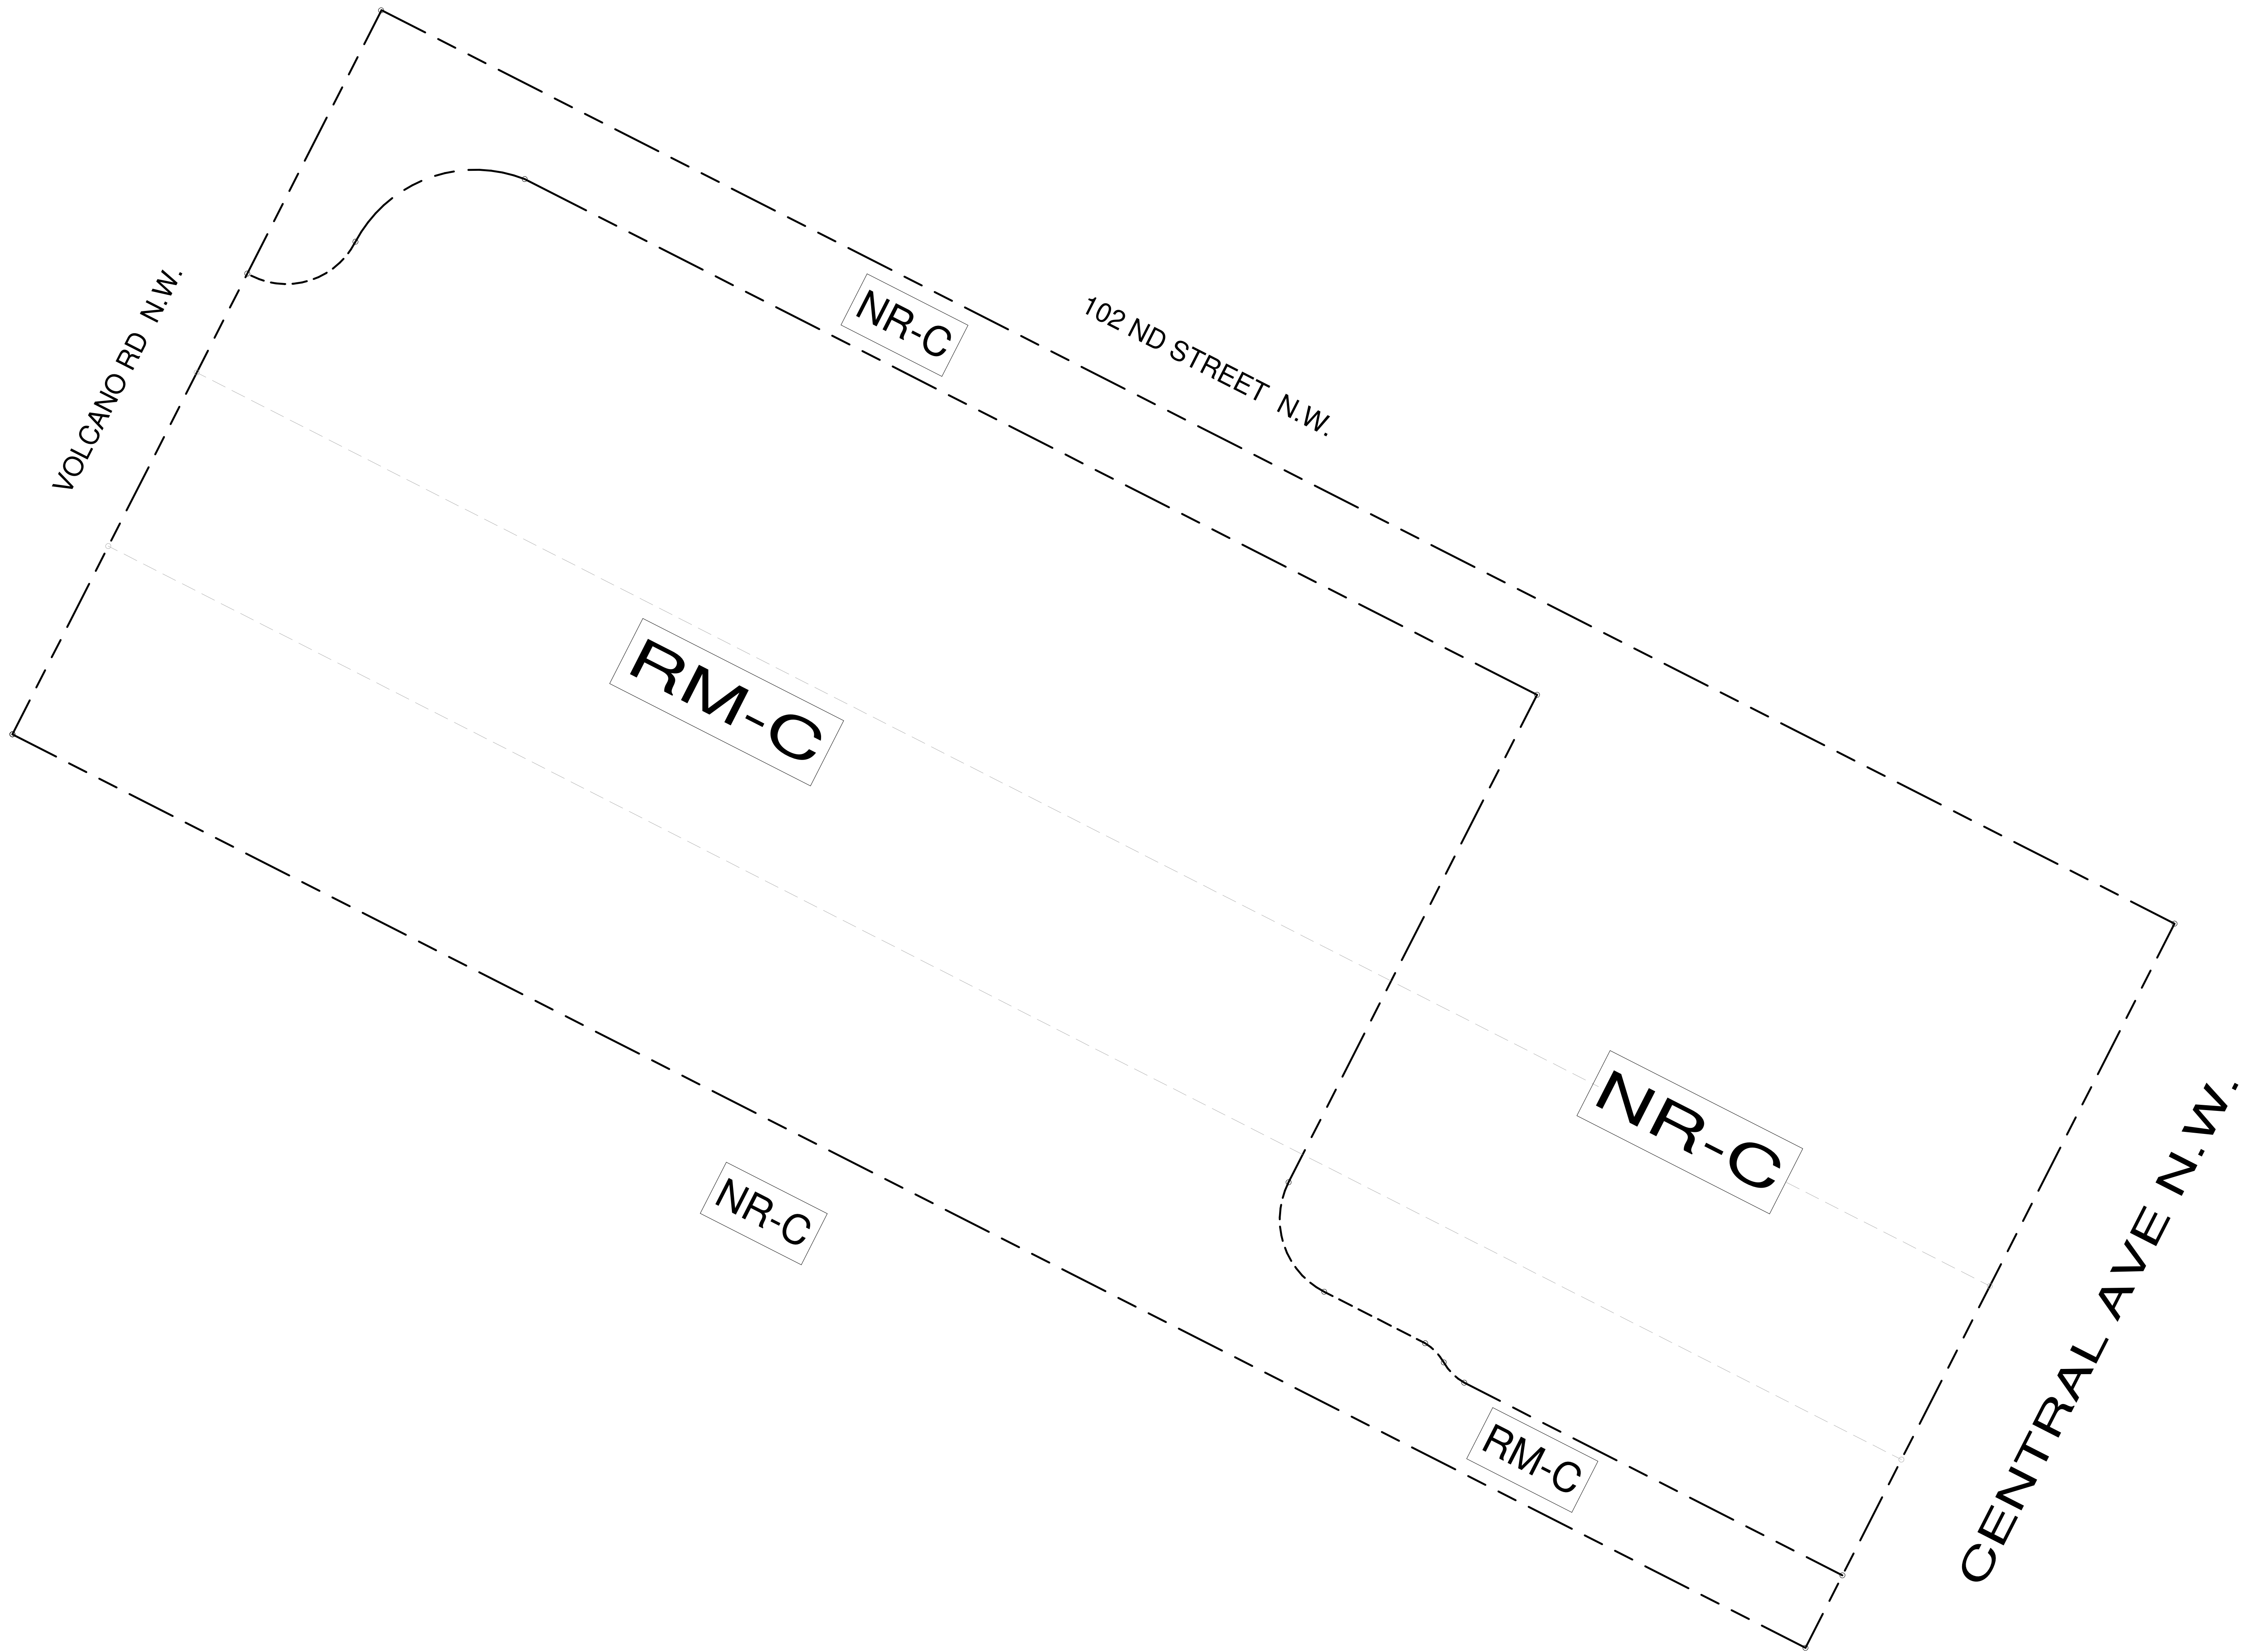 NR-C
102 ND STREET N.W.
VOLCANO RD N.W.
RM-C
NR-C
NR-C
RM-C
CENTRAL AVE N.W.